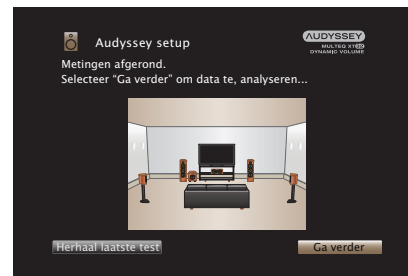 Audyssey setup
AUDYSSEY
MULTEQ XT32
DYNAMIC VOLUME
Metingen afgerond.
Selecteer “Ga verder” om data te, analyseren...
Herhaal laatste test
Ga verder